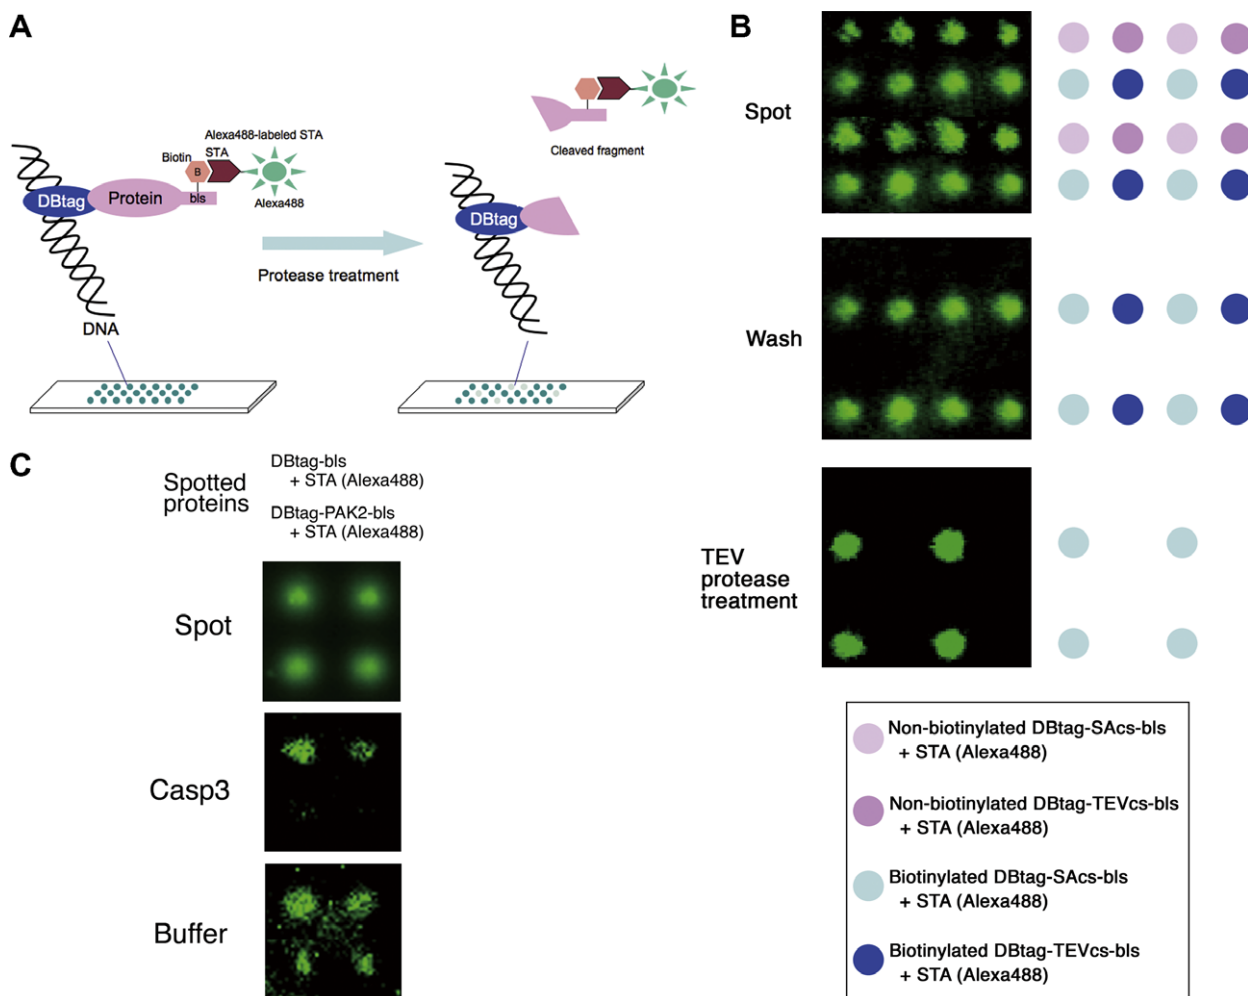 A
Alexa488-labeled STA
Biotin
STA
B
DBtag
Protein
bls
Alexa488
Protease treatment
DNA
Cleaved fragment
DBtag
B
Spot
Wash
TEV
protease
treatment
Non-biotinylated DBtag-SAcs-bls
+ STA (Alexa488)
Non-biotinylated DBtag-TEVcs-bls
+ STA (Alexa488)
Biotinylated DBtag-SAcs-bls
+ STA (Alexa488)
Biotinylated DBtag-TEVcs-bls
+ STA (Alexa488)
C
Spotted
proteins
DBtag-bls
+ STA (Alexa488)
DBtag-PAK2-bls
+ STA (Alexa488)
Spot
Casp3
Buffer